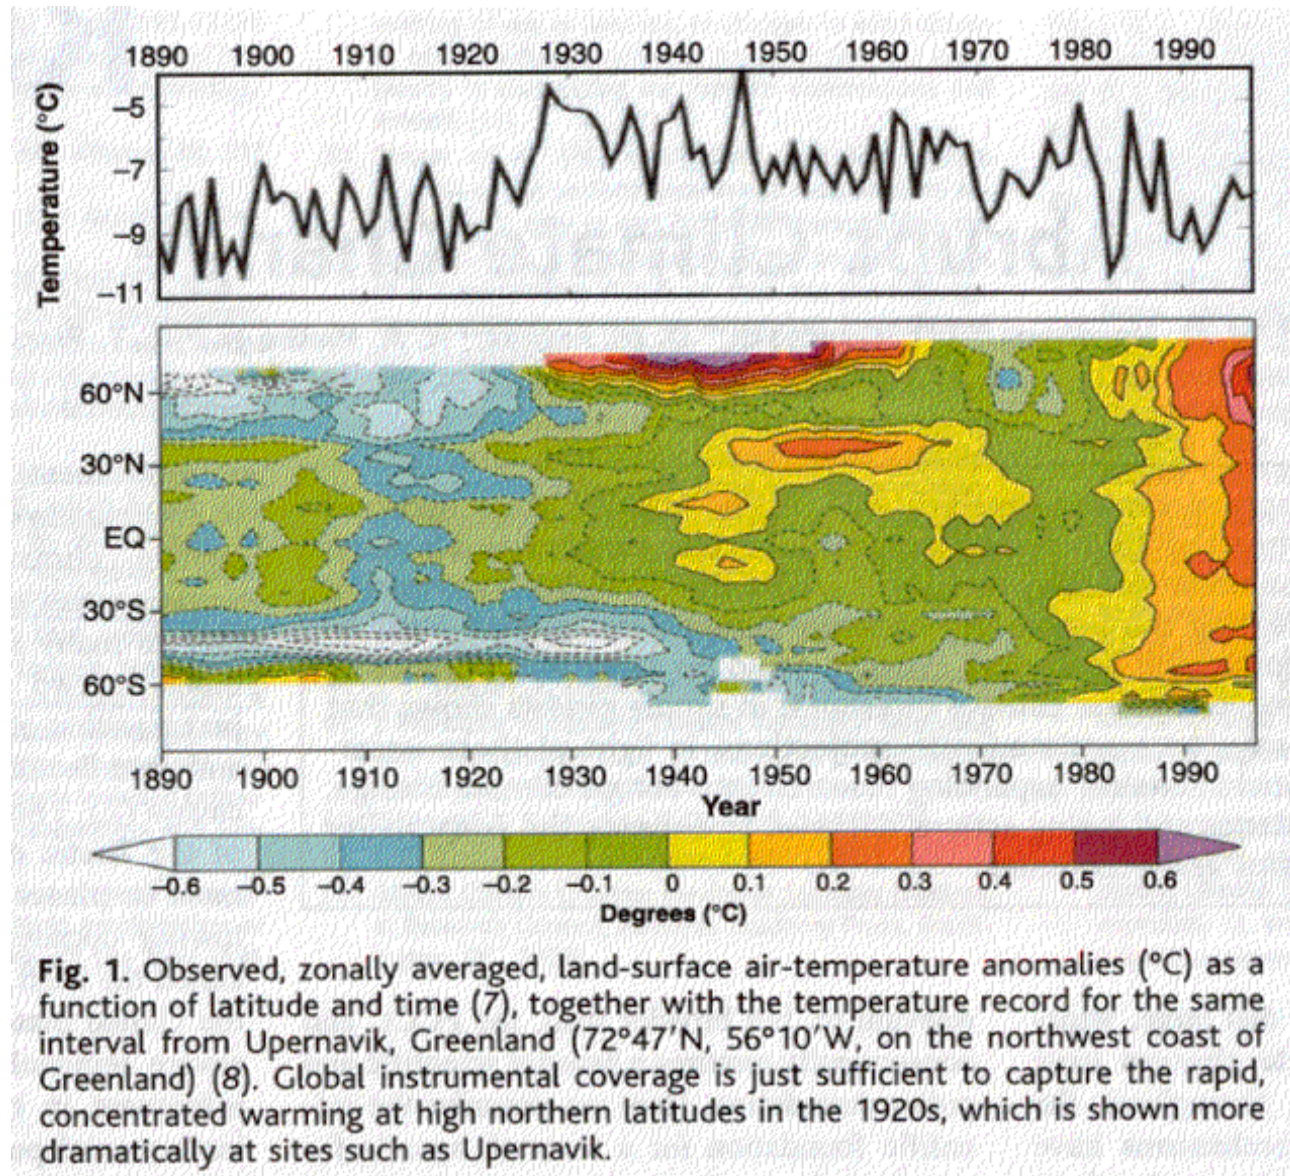 1890 1900 1910 1920 1930 1940 1950 1960 1970 1980 1990
Temperature (°C)
–5
–7
–9
–11
60°N
30°N
EQ
30°S
60°S
1890 1900 1910 1920 1930 1940 1950 1960 1970 1980 1990
Year
–0.6 –0.5 –0.4 –0.3 –0.2 –0.1 0 0.1 0.2 0.3 0.4 0.5 0.6
Degrees (°C)
Fig. 1. Observed, zonally averaged, land-surface air-temperature anomalies (°C) as a
function of latitude and time (7), together with the temperature record for the same
interval from Upernavik, Greenland (72°47′N, 56°10′W, on the northwest coast of
Greenland) (8). Global instrumental coverage is just sufficient to capture the rapid,
concentrated warming at high northern latitudes in the 1920s, which is shown more
dramatically at sites such as Upernavik.